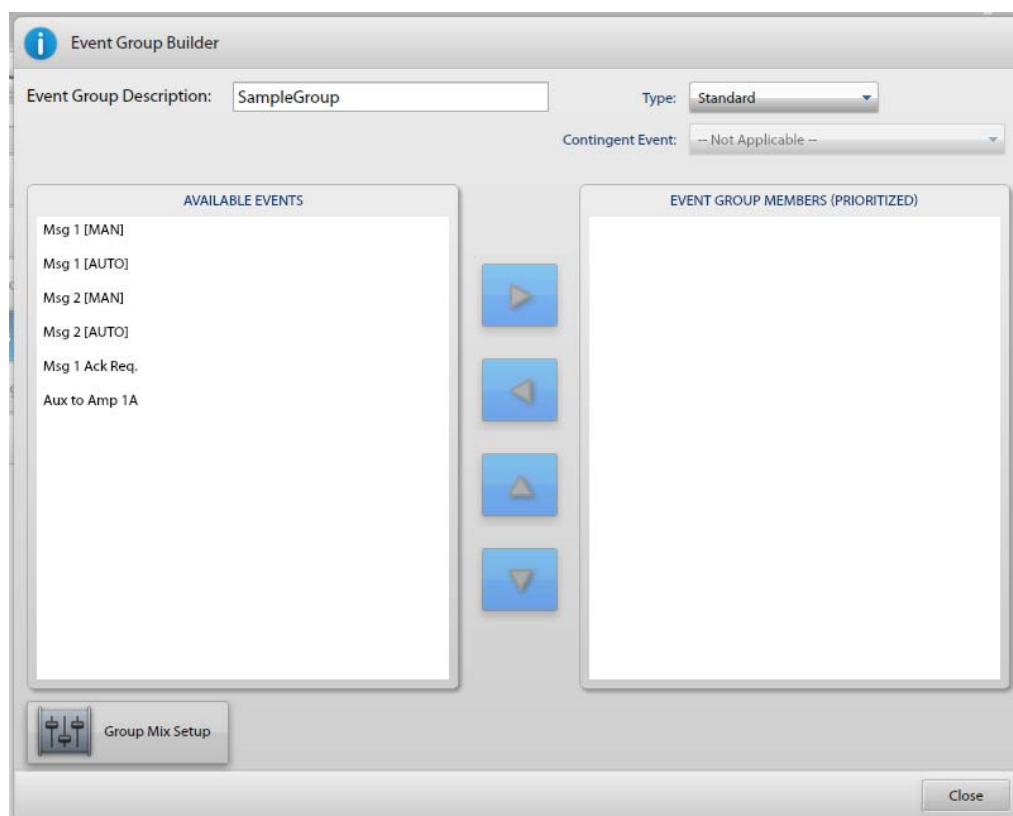 Event Group Builder
Event Group Description: SampleGroup
Type: Standard
Contingent Event: -- Not Applicable --
AVAILABLE EVENTS
Msg 1 [MAN]
Msg 1 [AUTO]
Msg 2 [MAN]
Msg 2 [AUTO]
Msg 1 Ack Req.
Aux to Amp 1A
EVENT GROUP MEMBERS (PRIORITIZED)
Group Mix Setup
Close